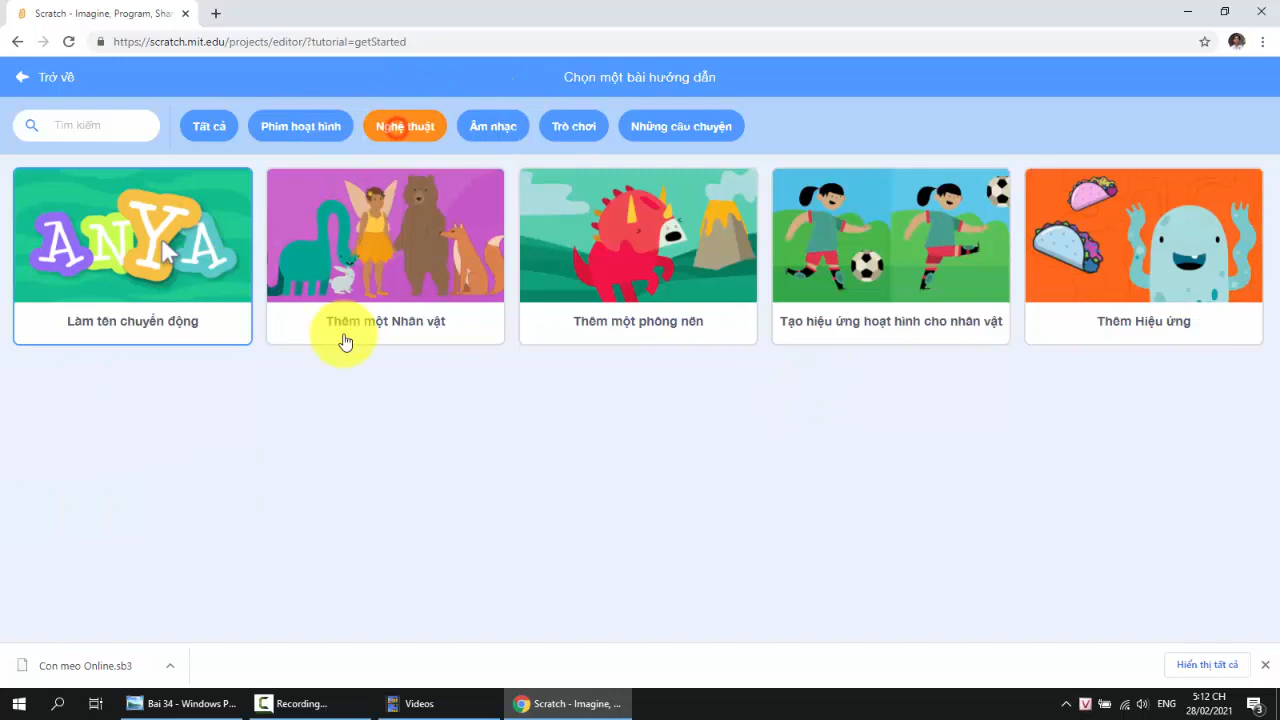 Scratch - Imagine, Program, Shar
https://scratch.mit.edu/projects/editor/?tutorial=getStarted
Trở về
Chọn một bài hướng dẫn
Tìm kiếm
Tất cả
Phim hoạt hình
Nghệ thuật
Âm nhạc
Trò chơi
Những câu chuyện
ANYA
Làm tên chuyển động
Thêm một Nhân vật
Thêm một phông nền
Tạo hiệu ứng hoạt hình cho nhân vật
Thêm Hiệu ứng
Con meo Online.sb3
Hiển thị tất cả
Bai 34 - Windows P...
Recording...
Videos
Scratch - Imagine, ...
V
ENG
5:12 CH
28/02/2021
3